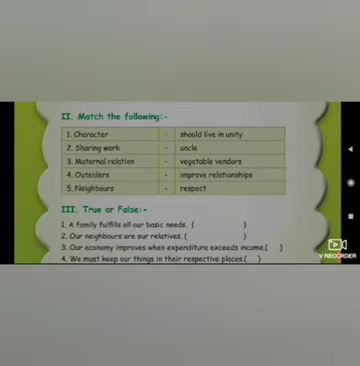 II. Match the following:-
1. Character - should live in unity
2. Sharing work - uncle
3. Maternal relation - vegetable vendors
4. Outsiders - improve relationships
5. Neighbours - respect
III. True or False:-
1. A family fulfills all our basic needs. ( )
2. Our neighbours are our relatives. ( )
3. Our economy improves when expenditure exceeds income.( )
4. We must keep our things in their respective places.( )
V RECORDER